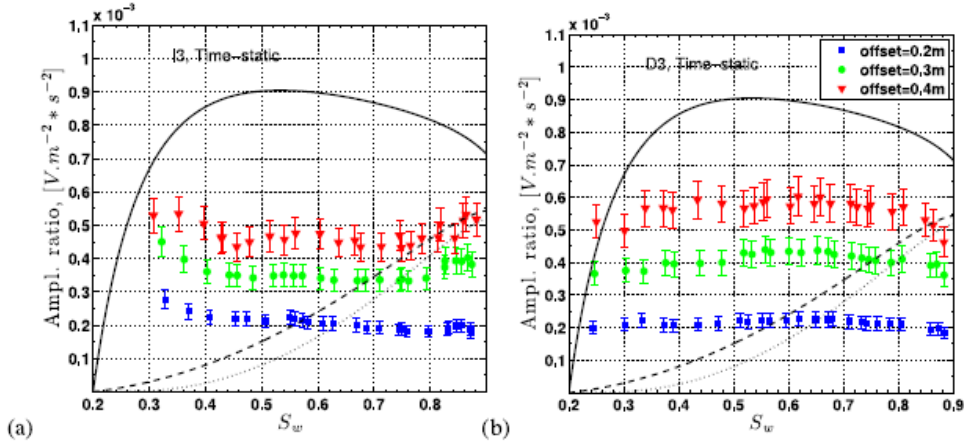 × 10⁻³
1,1
1
0.9
0.8
0.7
0.6
0.5
0.4
0.3
0.2
0,1
Ampl. ratio, [V.m⁻² * s⁻²]
I3, Time-static
0.2 0.3 0.4 0.5 0.6 0.7 0.8
S_w
(a)
× 10⁻³
1,1
1
0.9
0.8
0.7
0.6
0.5
0.4
0.3
0.2
0,1
Ampl. ratio, [V.m⁻² * s⁻²]
D3, Time-static
offset=0.2m
offset=0,3m
offset=0,4m
0.2 0.3 0.4 0.5 0.6 0.7 0.8 0,9
S_w
(b)